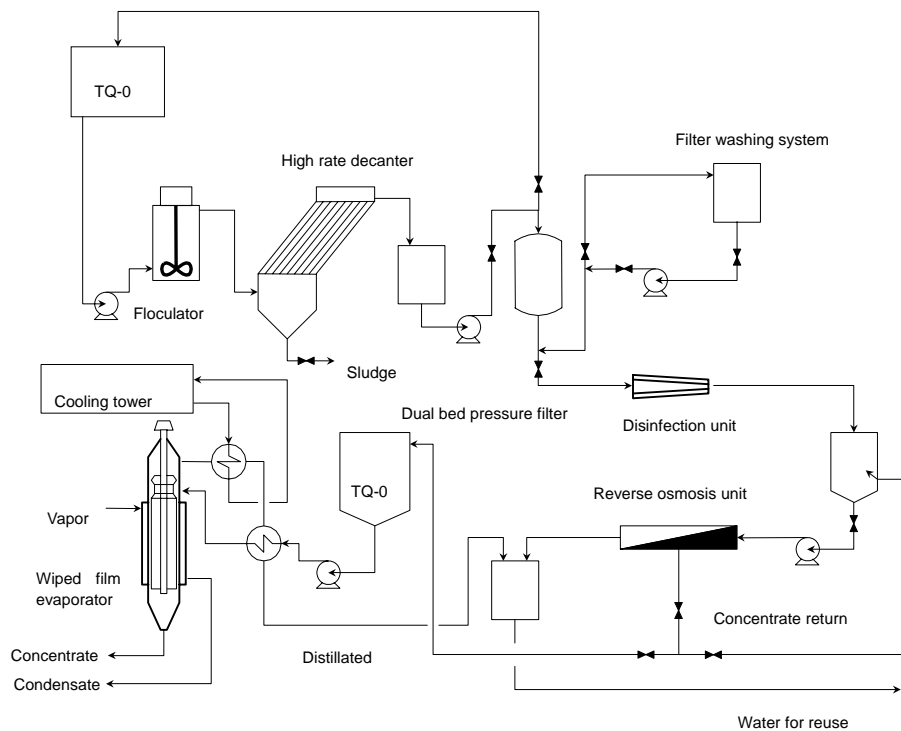 TQ-0
Filter washing system
High rate decanter
Floculator
Sludge
Cooling tower
Dual bed pressure filter
Disinfection unit
TQ-0
Reverse osmosis unit
Vapor
Wiped film
evaporator
Concentrate return
Concentrate
Distillated
Condensate
Water for reuse